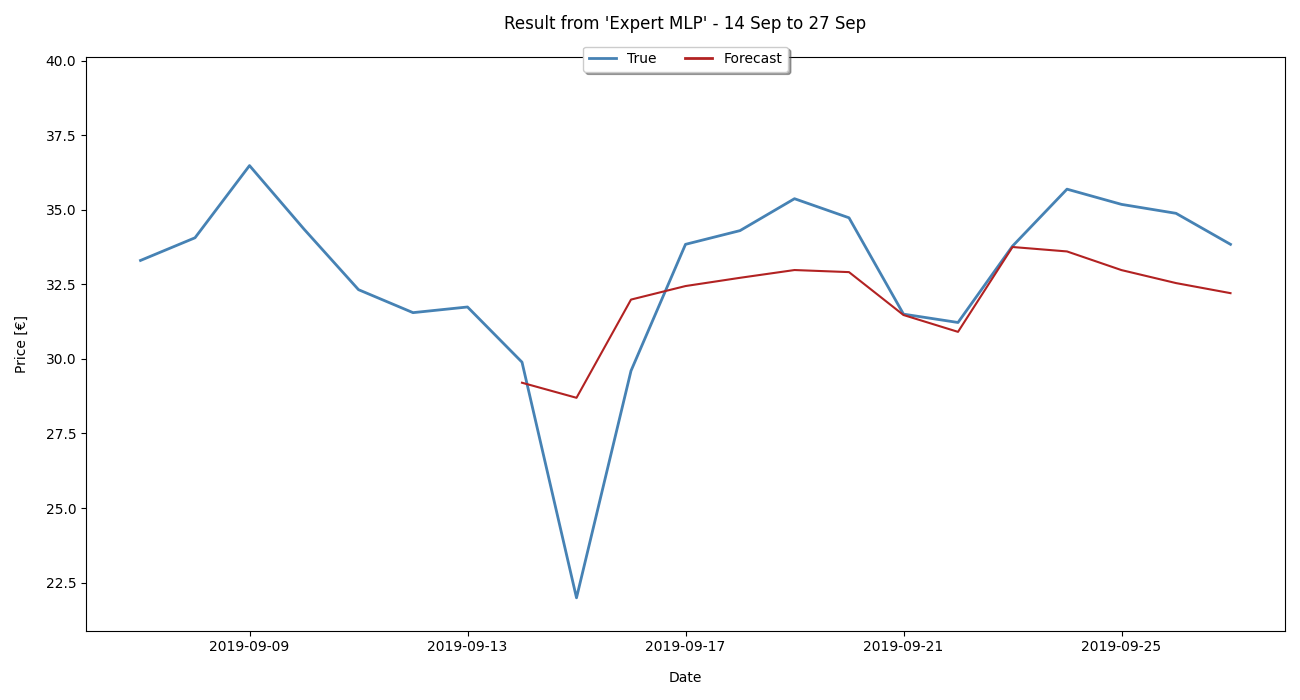 Result from 'Expert MLP' - 14 Sep to 27 Sep
True Forecast
40.0
37.5
35.0
32.5
30.0
27.5
25.0
22.5
Price [€]
2019-09-09 2019-09-13 2019-09-17 2019-09-21 2019-09-25
Date